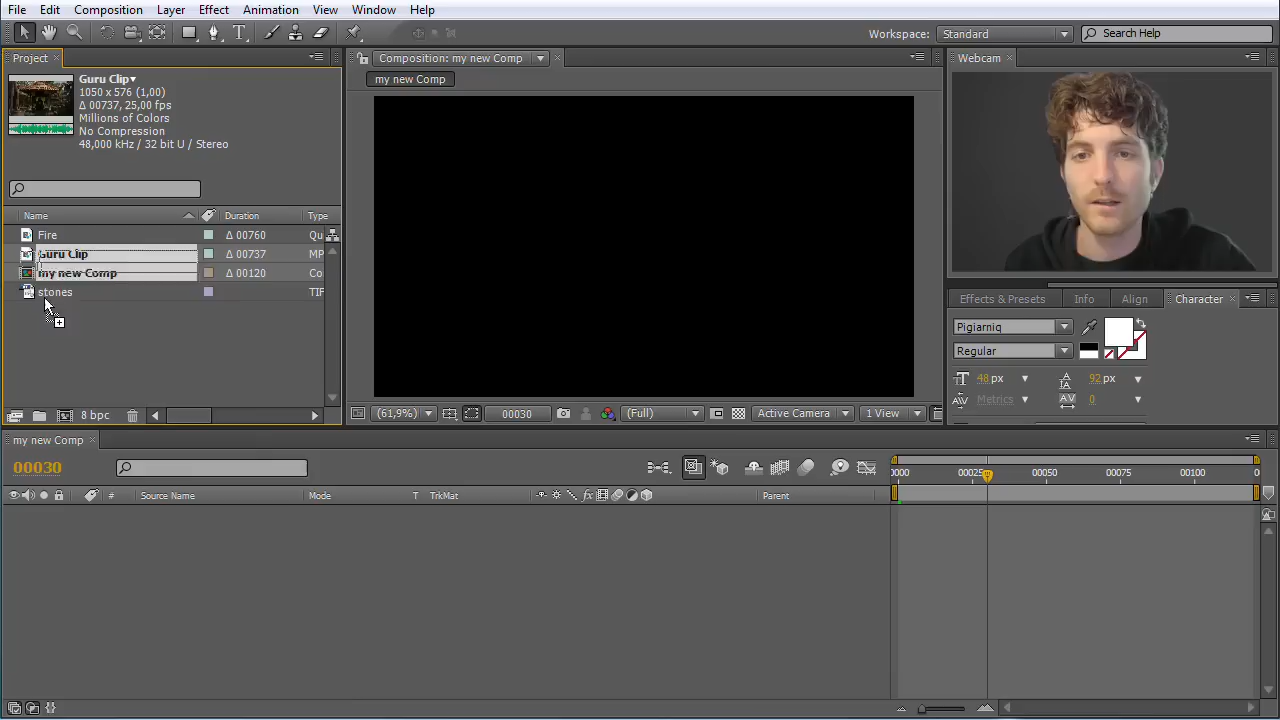 File Edit Composition Layer Effect Animation View Window Help
Workspace: Standard Search Help
Project Composition: my new Comp Webcam
my new Comp
Guru Clip
1050 x 576 (1,00)
Δ 00737, 25,00 fps
Millions of Colors
No Compression
48,000 kHz / 32 bit U / Stereo
Name Duration Type
Fire Δ 00760 Qu
Guru Clip Δ 00737 MP
my new Comp Δ 00120 Co
stones TIF
8 bpc
(61,9%) 00030 (Full) Active Camera 1 View
Effects & Presets Info Align Character
Pigiarniq
Regular
48 px 92 px
Metrics 0
my new Comp
00030
0000 00025 00050 00075 00100 0
# Source Name Mode T TrkMat fx Parent